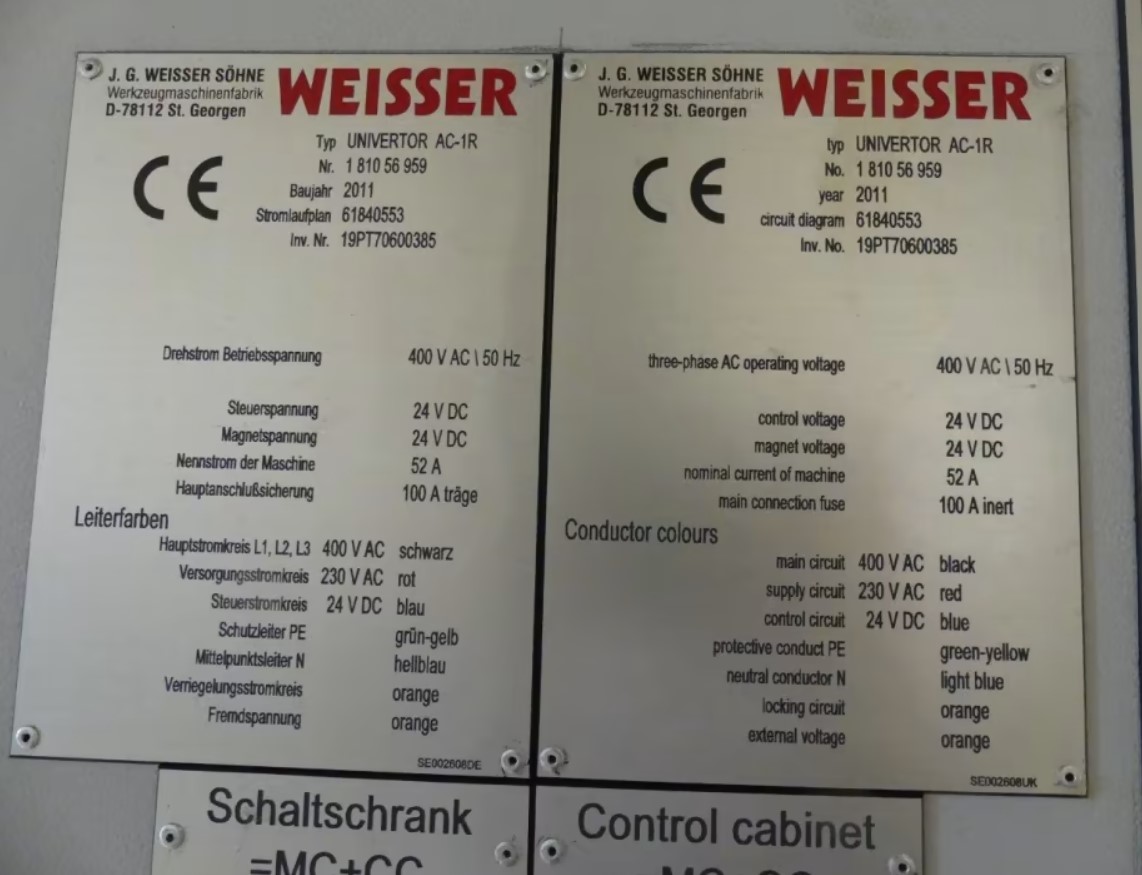 J. G. WEISSER SÖHNE
Werkzeugmaschinenfabrik
D-78112 St. Georgen
WEISSER
Typ UNIVERTOR AC-1R
CE
Nr. 1 810 56 959
Baujahr 2011
Stromlaufplan 61840553
Inv. Nr. 19PT70600385
Drehstrom Betriebsspannung 400 V AC \ 50 Hz
Steuerspannung 24 V DC
Magnetspannung 24 V DC
Nennstrom der Maschine 52 A
Hauptanschlußsicherung 100 A träge
Leiterfarben
Hauptstromkreis L1, L2, L3 400 V AC schwarz
Versorgungsstromkreis 230 V AC rot
Steuerstromkreis 24 V DC blau
Schutzleiter PE grün-gelb
Mittelpunktsleiter N hellblau
Verriegelungsstromkreis orange
Fremdspannung orange
SE002608DE
J. G. WEISSER SÖHNE
Werkzeugmaschinenfabrik
D-78112 St. Georgen
WEISSER
typ UNIVERTOR AC-1R
CE
No. 1 810 56 959
year 2011
circuit diagram 61840553
Inv. No. 19PT70600385
three-phase AC operating voltage 400 V AC \ 50 Hz
control voltage 24 V DC
magnet voltage 24 V DC
nominal current of machine 52 A
main connection fuse 100 A inert
Conductor colours
main circuit 400 V AC black
supply circuit 230 V AC red
control circuit 24 V DC blue
protective conduct PE green-yellow
neutral conductor N light blue
locking circuit orange
external voltage orange
SE002608UK
Schaltschrank
=MC+CC
Control cabinet